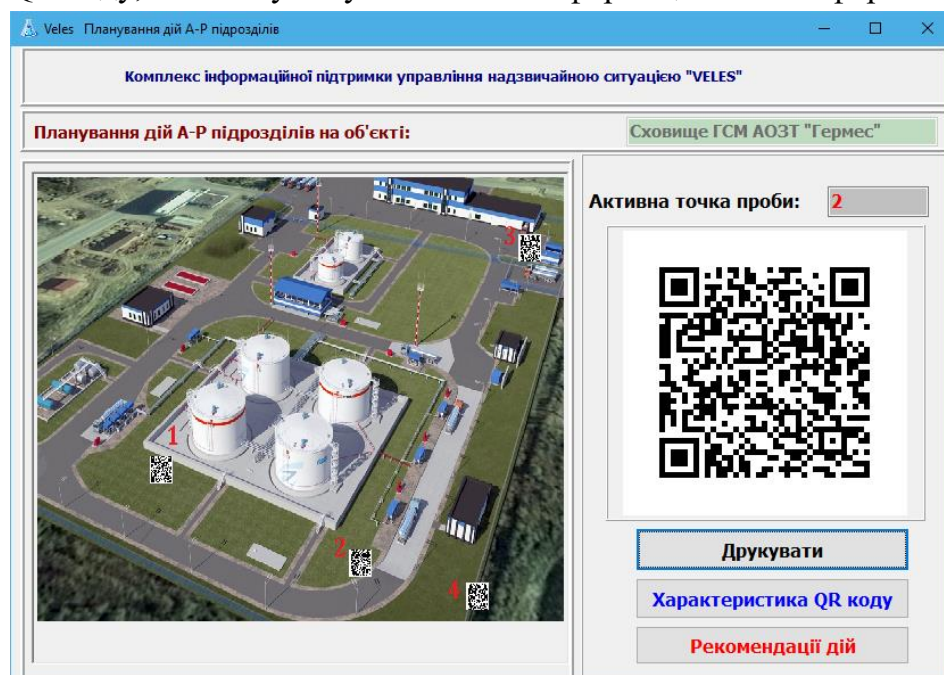 Veles Планування дій А-Р підрозділів
Комплекс інформаційної підтримки управління надзвичайною ситуацією "VELES"
Планування дій А-Р підрозділів на об'єкті:
Сховище ГСМ АОЗТ "Гермес"
Активна точка проби:
2
3
1
2
4
Друкувати
Характеристика QR коду
Рекомендації дій